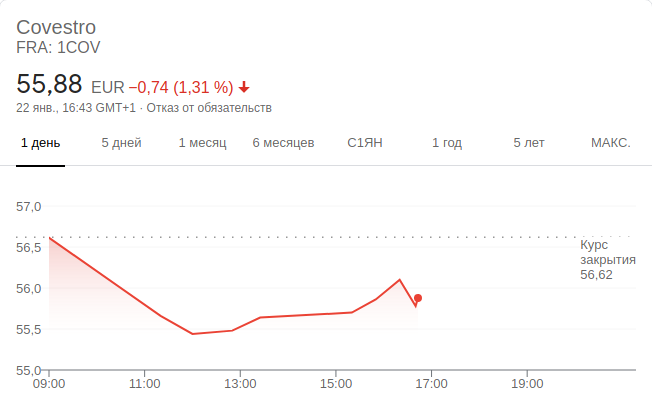 Covestro
FRA: 1COV
55,88 EUR −0,74 (1,31 %)
22 янв., 16:43 GMT+1 · Отказ от обязательств
1 день 5 дней 1 месяц 6 месяцев С1ЯН 1 год 5 лет МАКС.
57,0
56,5
56,0
55,5
55,0
Курс
закрытия
56,62
09:00 11:00 13:00 15:00 17:00 19:00